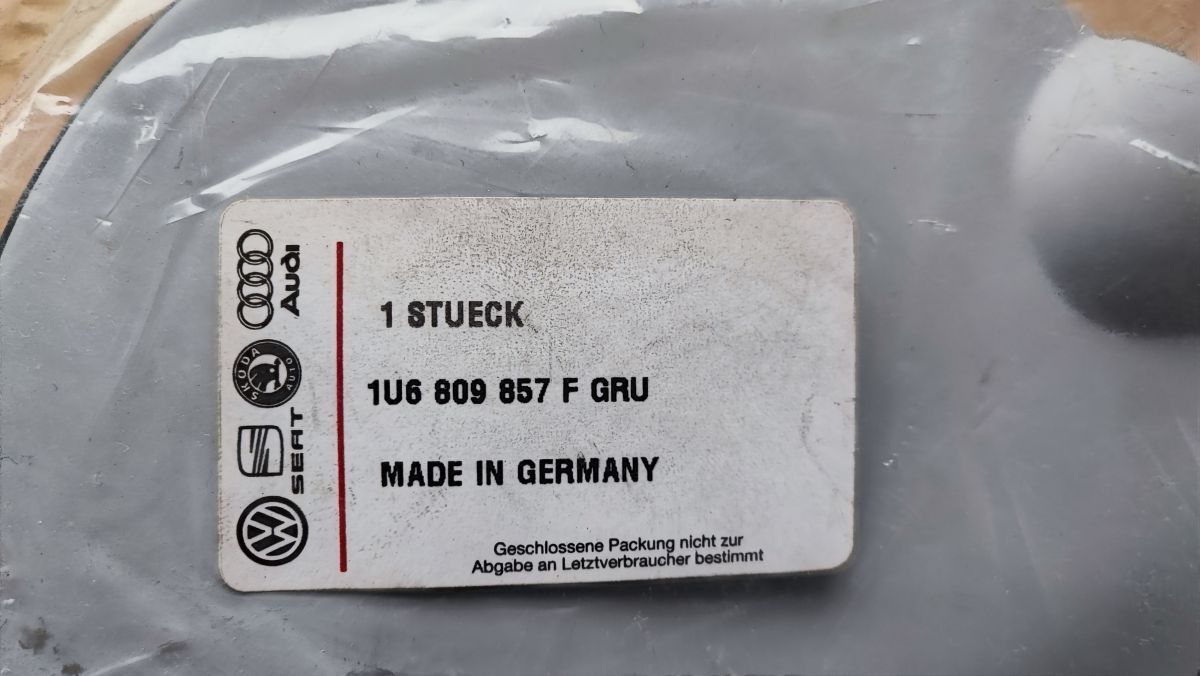 Audi
ŠKODA
AUTO
SEAT
1 STUECK
1U6 809 857 F GRU
MADE IN GERMANY
Geschlossene Packung nicht zur
Abgabe an Letztverbraucher bestimmt